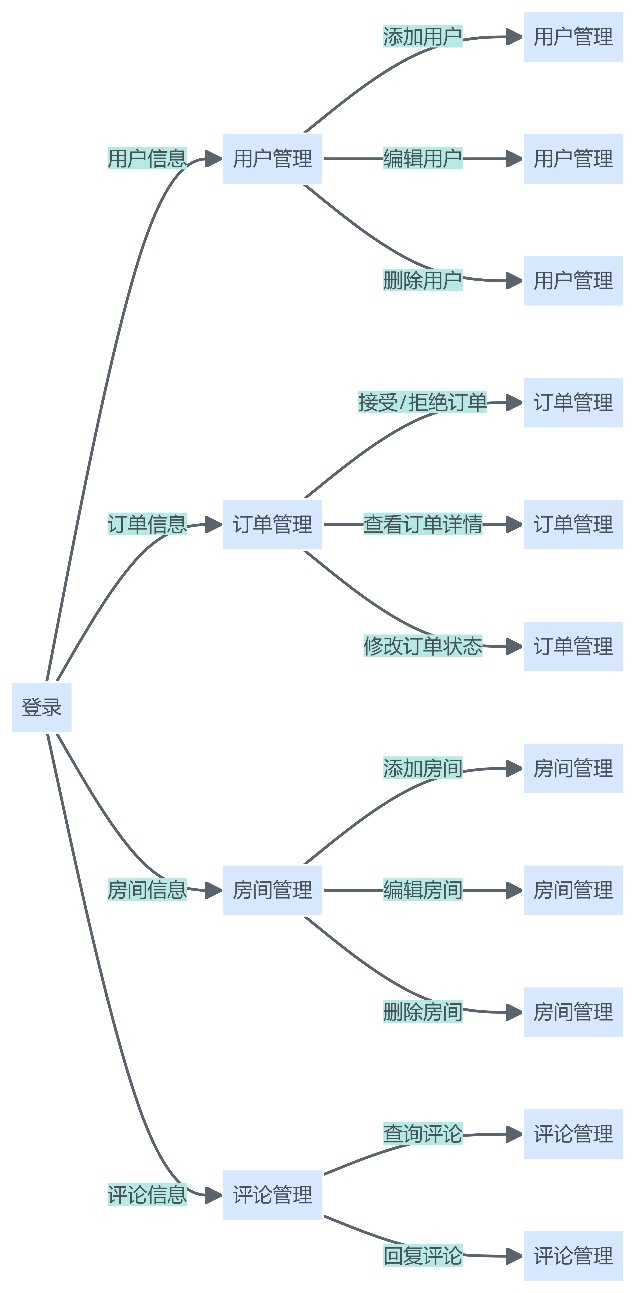 添加用户
用户管理
用户信息
用户管理
编辑用户
用户管理
删除用户
用户管理
接受/拒绝订单
订单管理
订单信息
订单管理
查看订单详情
订单管理
修改订单状态
订单管理
登录
添加房间
房间管理
房间信息
房间管理
编辑房间
房间管理
删除房间
房间管理
查询评论
评论管理
评论信息
评论管理
回复评论
评论管理